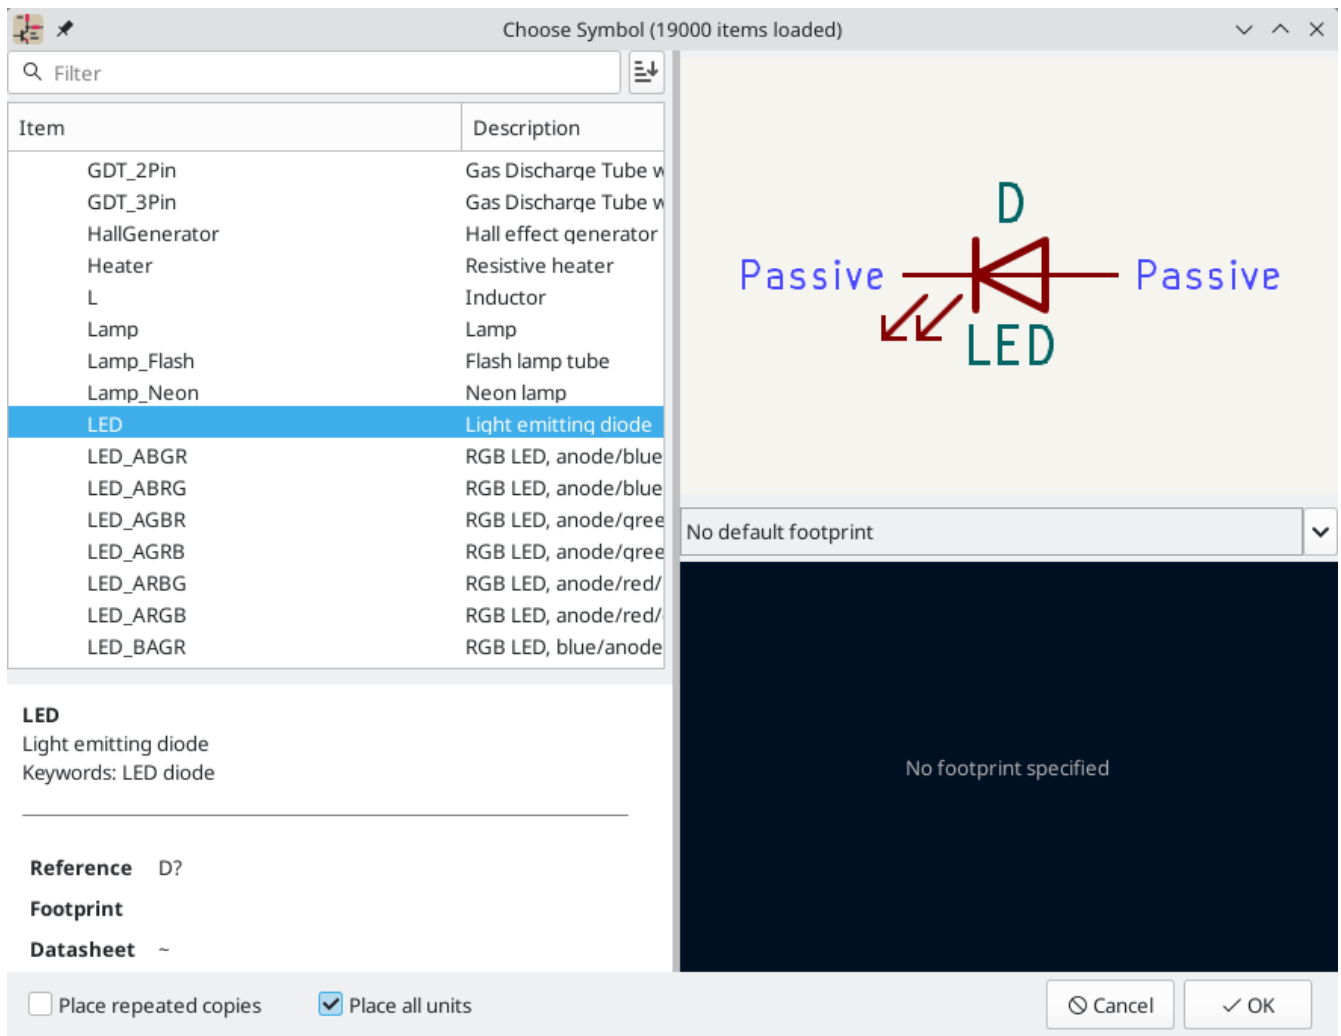 Choose Symbol (19000 items loaded)
Filter
Item Description
GDT_2Pin Gas Discharge Tube w
GDT_3Pin Gas Discharge Tube w
HallGenerator Hall effect generator
Heater Resistive heater
L Inductor
Lamp Lamp
Lamp_Flash Flash lamp tube
Lamp_Neon Neon lamp
LED Light emitting diode
LED_ABGR RGB LED, anode/blue
LED_ABRG RGB LED, anode/blue
LED_AGBR RGB LED, anode/gree
LED_AGRB RGB LED, anode/gree
LED_ARBG RGB LED, anode/red/
LED_ARGB RGB LED, anode/red/
LED_BAGR RGB LED, blue/anode
LED
Light emitting diode
Keywords: LED diode
Reference D?
Footprint
Datasheet ~
D
Passive Passive
LED
No default footprint
No footprint specified
Place repeated copies Place all units
Cancel OK